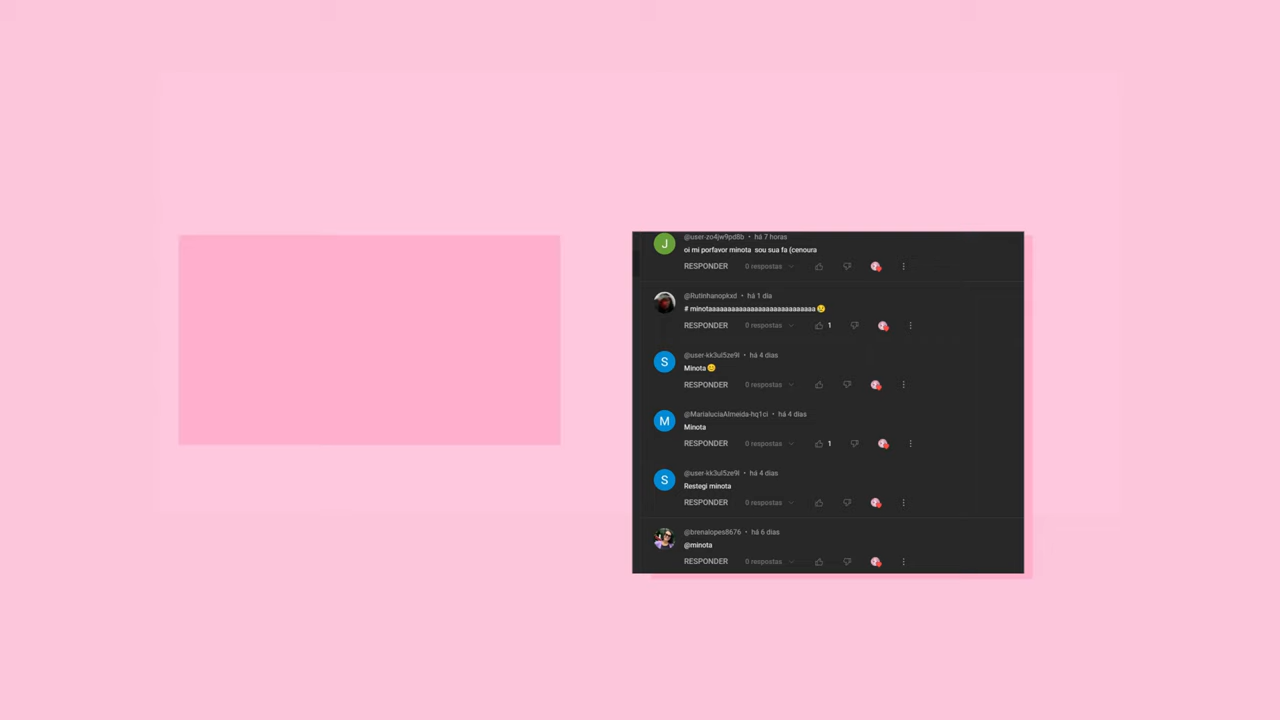 @user-zo4jw9pd8b • há 7 horas
oi mi porfavor minota sou sua fa (cenoura
RESPONDER 0 respostas
@Rutinhanopkxd • há 1 dia
# minotaaaaaaaaaaaaaaaaaaaaaaaaaaa 😢
RESPONDER 0 respostas 1
@user-kk3ul5ze9l • há 4 dias
Minota 😊
RESPONDER 0 respostas
@MarialuciaAlmeida-hq1ci • há 4 dias
Minota
RESPONDER 0 respostas 1
@user-kk3ul5ze9l • há 4 dias
Restegi minota
RESPONDER 0 respostas
@brenalopes8676 • há 6 dias
@minota
RESPONDER 0 respostas